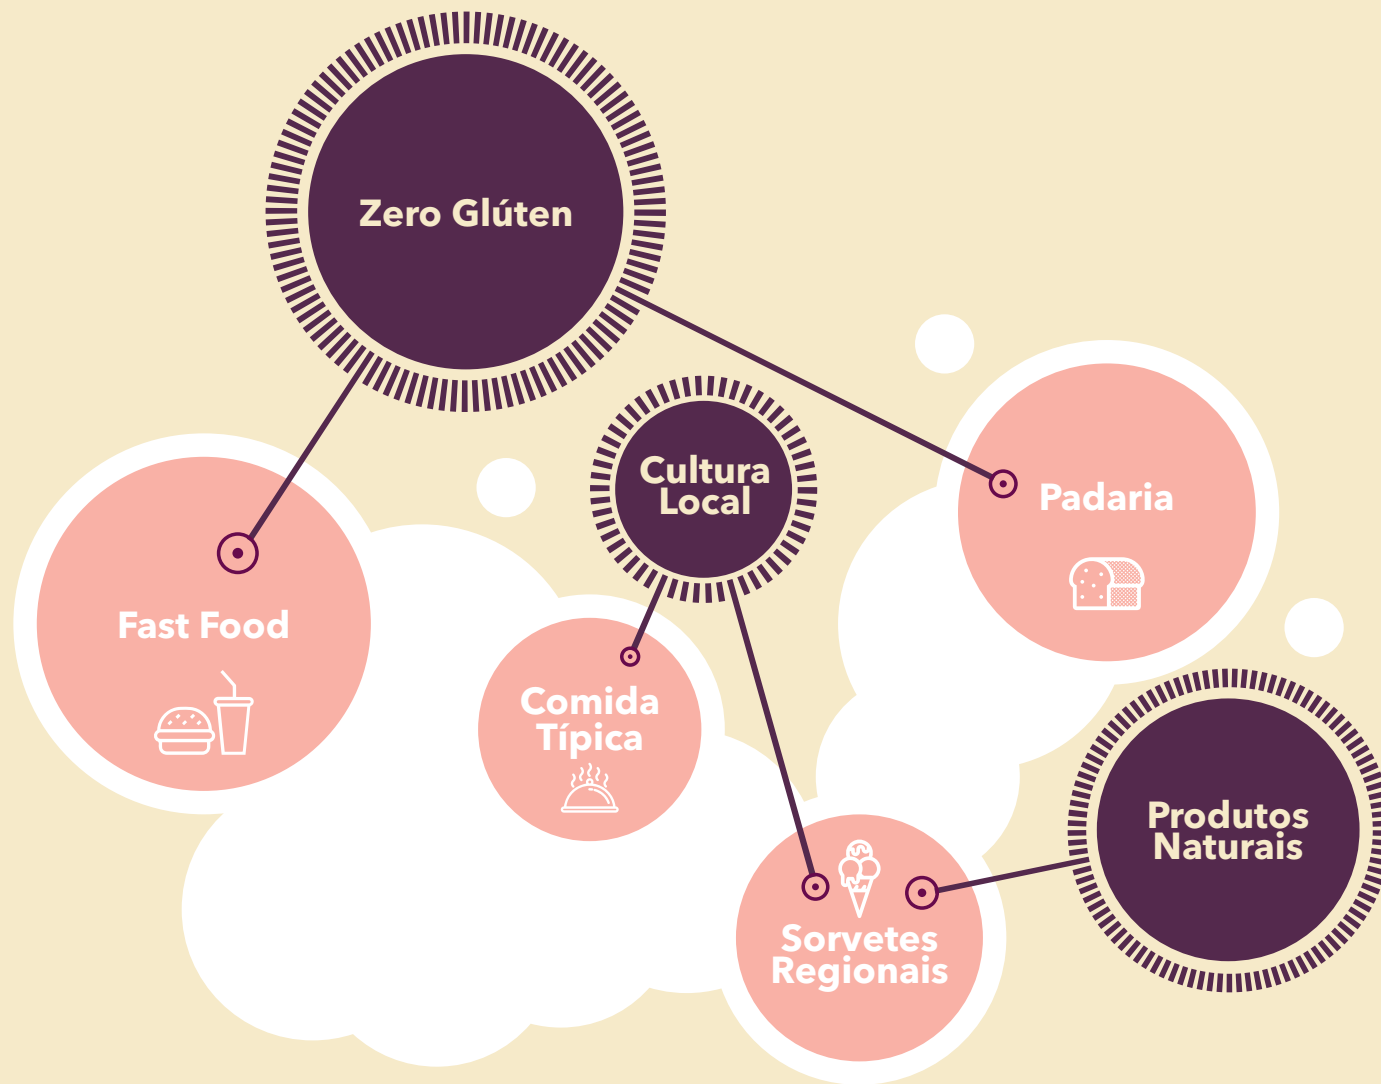 Zero Glúten
Cultura
Local
Padaria
Fast Food
Comida
Típica
Produtos
Naturais
Sorvetes
Regionais